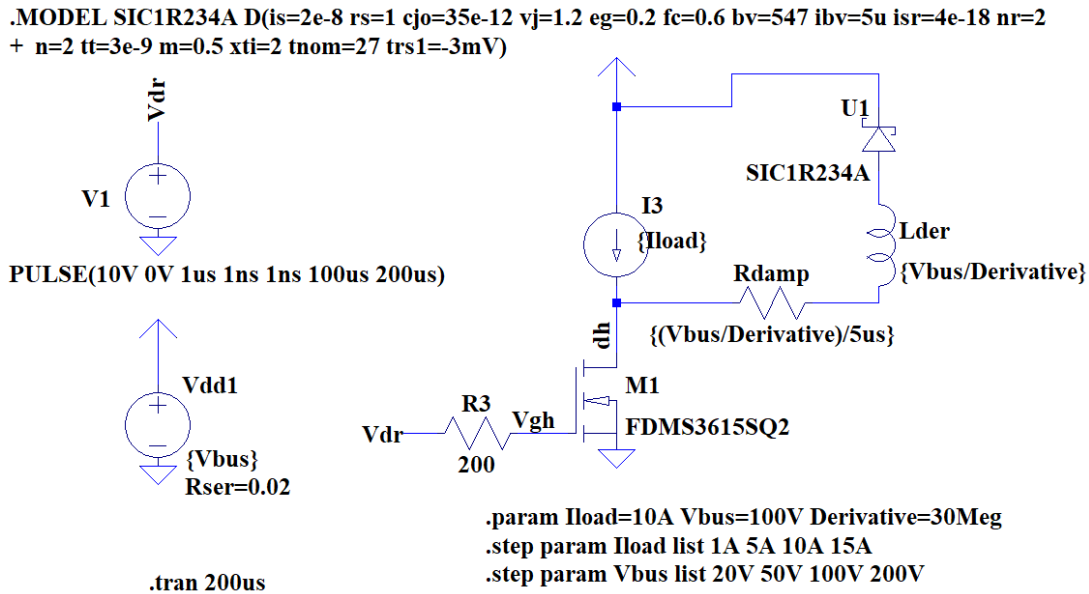 .MODEL SIC1R234A D(is=2e-8 rs=1 cjo=35e-12 vj=1.2 eg=0.2 fc=0.6 bv=547 ibv=5u isr=4e-18 nr=2
+ n=2 tt=3e-9 m=0.5 xti=2 tnom=27 trs1=-3mV)
Vdr
V1
PULSE(10V 0V 1us 1ns 1ns 100us 200us)
Vdd1
{Vbus}
Rser=0.02
U1
SIC1R234A
I3
{Iload}
Lder
{Vbus/Derivative}
Rdamp
{(Vbus/Derivative)/5us}
dh
M1
FDMS3615SQ2
R3
Vgh
Vdr
200
.param Iload=10A Vbus=100V Derivative=30Meg
.step param Iload list 1A 5A 10A 15A
.step param Vbus list 20V 50V 100V 200V
.tran 200us